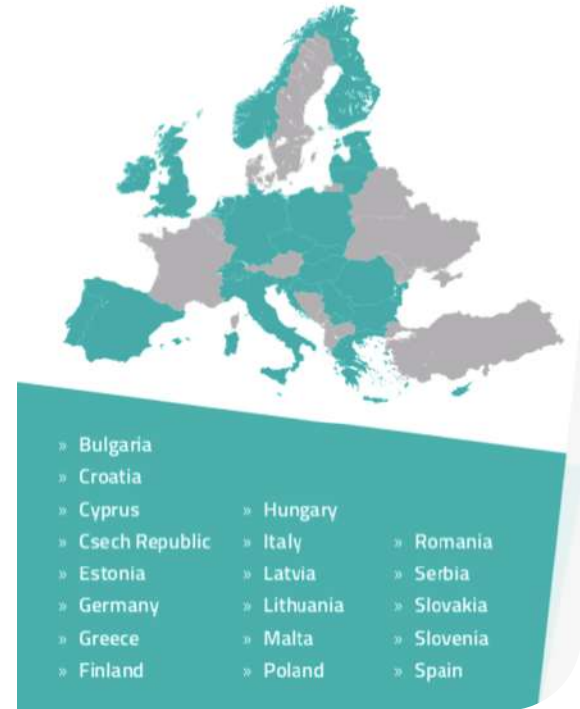 » Bulgaria
» Croatia
» Cyprus
» Csech Republic
» Estonia
» Germany
» Greece
» Finland
» Hungary
» Italy
» Latvia
» Lithuania
» Malta
» Poland
» Romania
» Serbia
» Slovakia
» Slovenia
» Spain